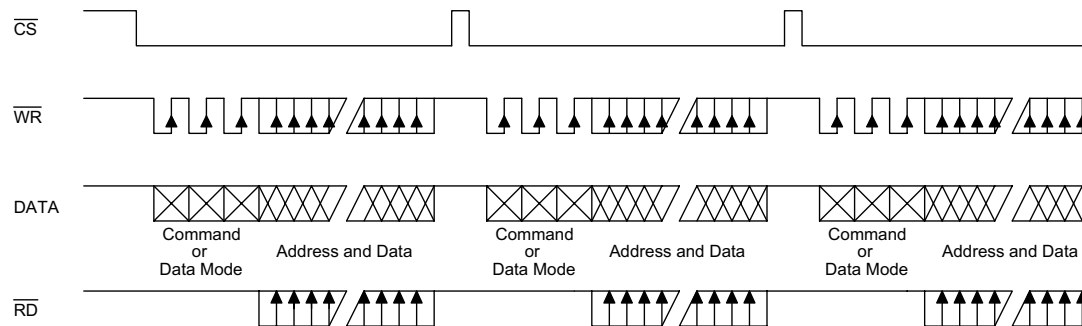 CS
WR
DATA
Command
or
Data Mode
Address and Data
Command
or
Data Mode
Address and Data
Command
or
Data Mode
Address and Data
RD